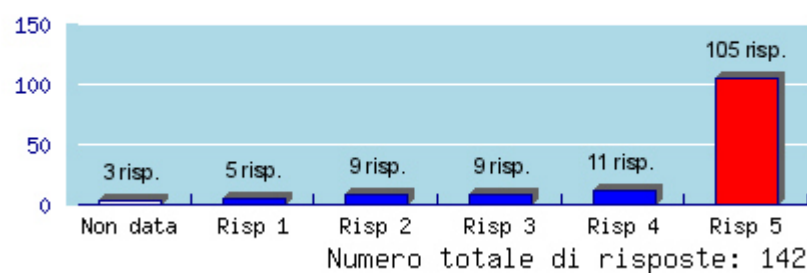 150
105 risp.
100
50
3 risp.
5 risp.
9 risp.
9 risp.
11 risp.
0
Non data
Risp 1
Risp 2
Risp 3
Risp 4
Risp 5
Numero totale di risposte: 142